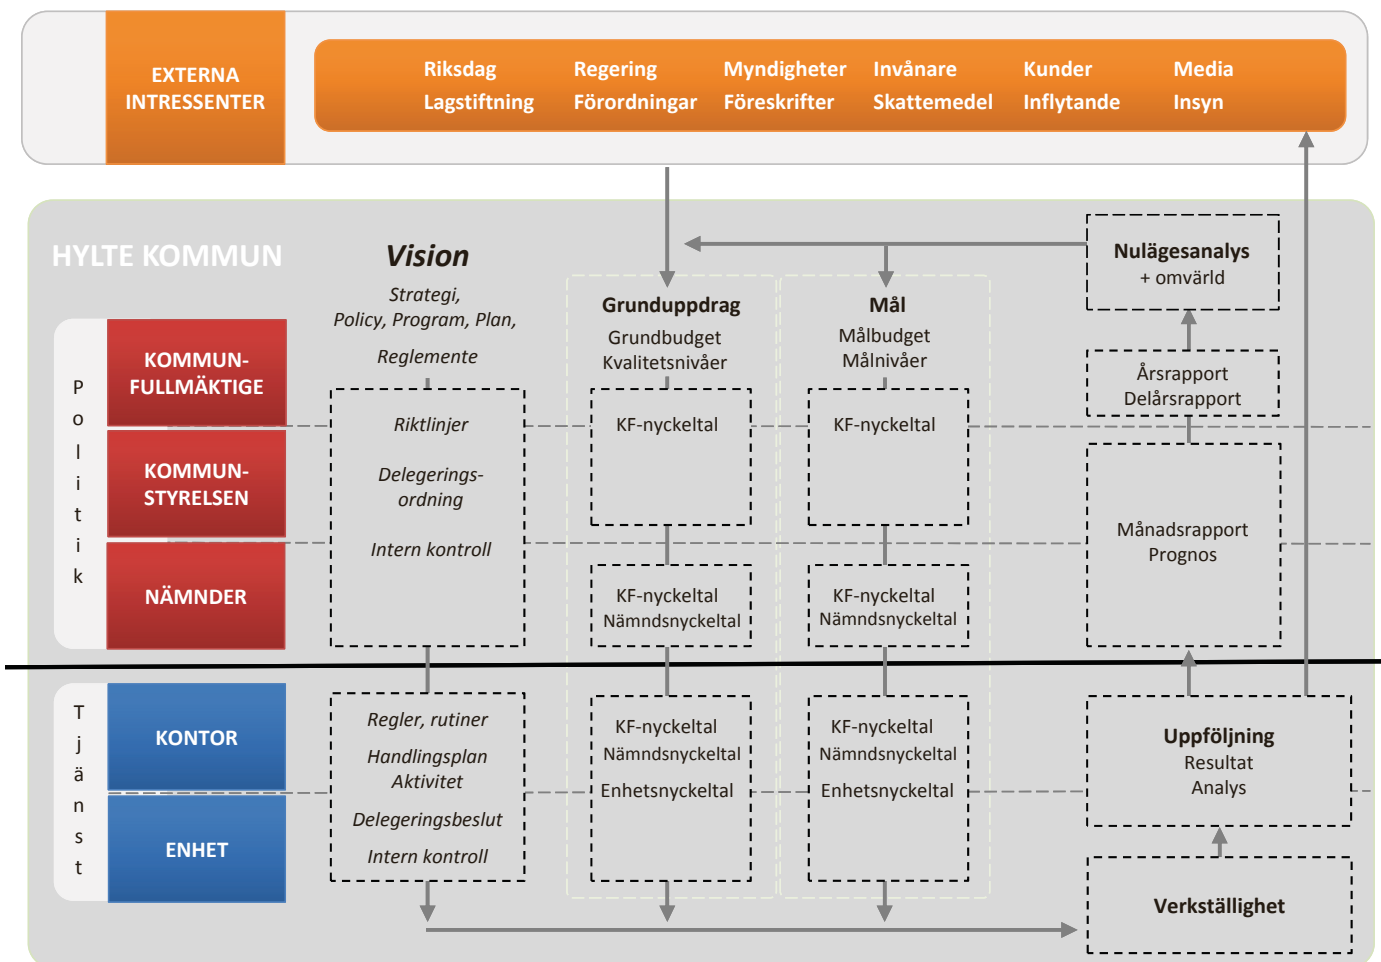 EXTERNA
INTRESSENTER
Riksdag
Lagstiftning
Regering
Förordningar
Myndigheter
Föreskrifter
Invånare
Skattemedel
Kunder
Inflytande
Media
Insyn
HYLTE KOMMUN
Politik
KOMMUN-
FULLMÄKTIGE
KOMMUN-
STYRELSEN
NÄMNDER
Tjänst
KONTOR
ENHET
Vision
Strategi,
Policy, Program, Plan,
Reglemente
Riktlinjer
Delegerings-
ordning
Intern kontroll
Regler, rutiner
Handlingsplan
Aktivitet
Delegeringsbeslut
Intern kontroll
Grunduppdrag
Grundbudget
Kvalitetsnivåer
KF-nyckeltal
KF-nyckeltal
Nämndsnyckeltal
KF-nyckeltal
Nämndsnyckeltal
Enhetsnyckeltal
Mål
Målbudget
Målnivåer
KF-nyckeltal
KF-nyckeltal
Nämndsnyckeltal
KF-nyckeltal
Nämndsnyckeltal
Enhetsnyckeltal
Nulägesanalys
+ omvärld
Årsrapport
Delårsrapport
Månadsrapport
Prognos
Uppföljning
Resultat
Analys
Verkställighet